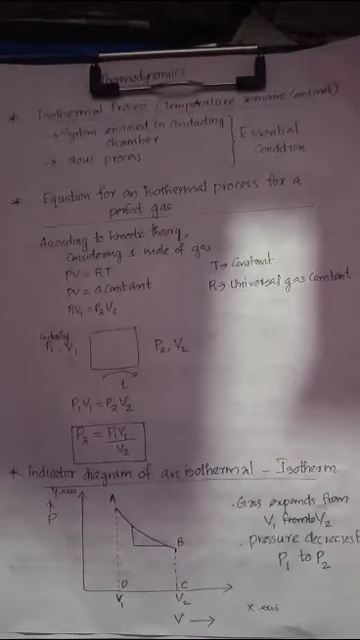 Thermodynamics
* Isothermal Process (Temperature remains constant)
→ System enclosed in conducting chamber
→ Slow process
Essential Condition
* Equation for an isothermal process for a perfect gas
According to kinetic theory,
Considering 1 mole of gas
PV = RT
PV = a constant
P₁V₁ = P₂V₂
T → Constant
R → Universal gas constant
Initially
P₁, V₁
P₂, V₂
t
P₁V₁ = P₂V₂
P₂ = P₁V₁/V₂
* Indicator diagram of an isothermal - Isotherm
y axis
↑ P
A
B
D
C
V₁
V₂
V →
x axis
. Gas expands from V₁ to V₂
. pressure decreases P₁ to P₂